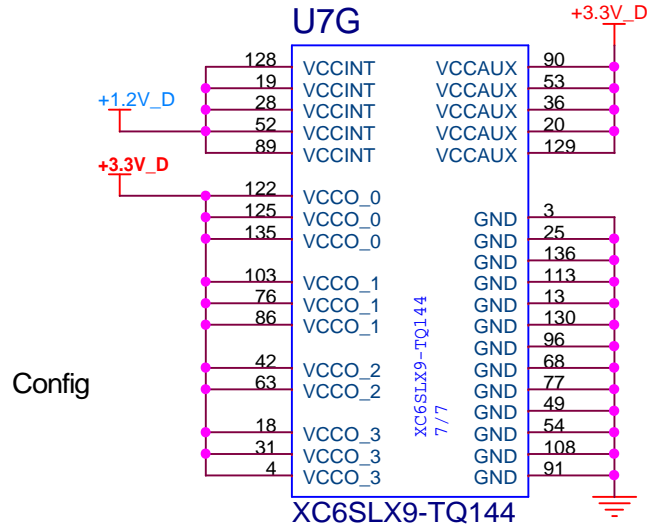 U7G
+3.3V_D
128 VCCINT VCCAUX 90
19 VCCINT VCCAUX 53
28 VCCINT VCCAUX 36
+1.2V_D
52 VCCINT VCCAUX 20
89 VCCINT VCCAUX 129
+3.3V_D
122 VCCO_0
125 VCCO_0 GND 3
135 VCCO_0 GND 25
GND 136
103 VCCO_1 GND 113
76 VCCO_1 GND 13
86 VCCO_1 GND 130
GND 96
42 VCCO_2 GND 68
63 VCCO_2 GND 77
GND 49
18 VCCO_3 GND 54
31 VCCO_3 GND 108
4 VCCO_3 GND 91
XC6SLX9-TQ144
7/7
Config
XC6SLX9-TQ144